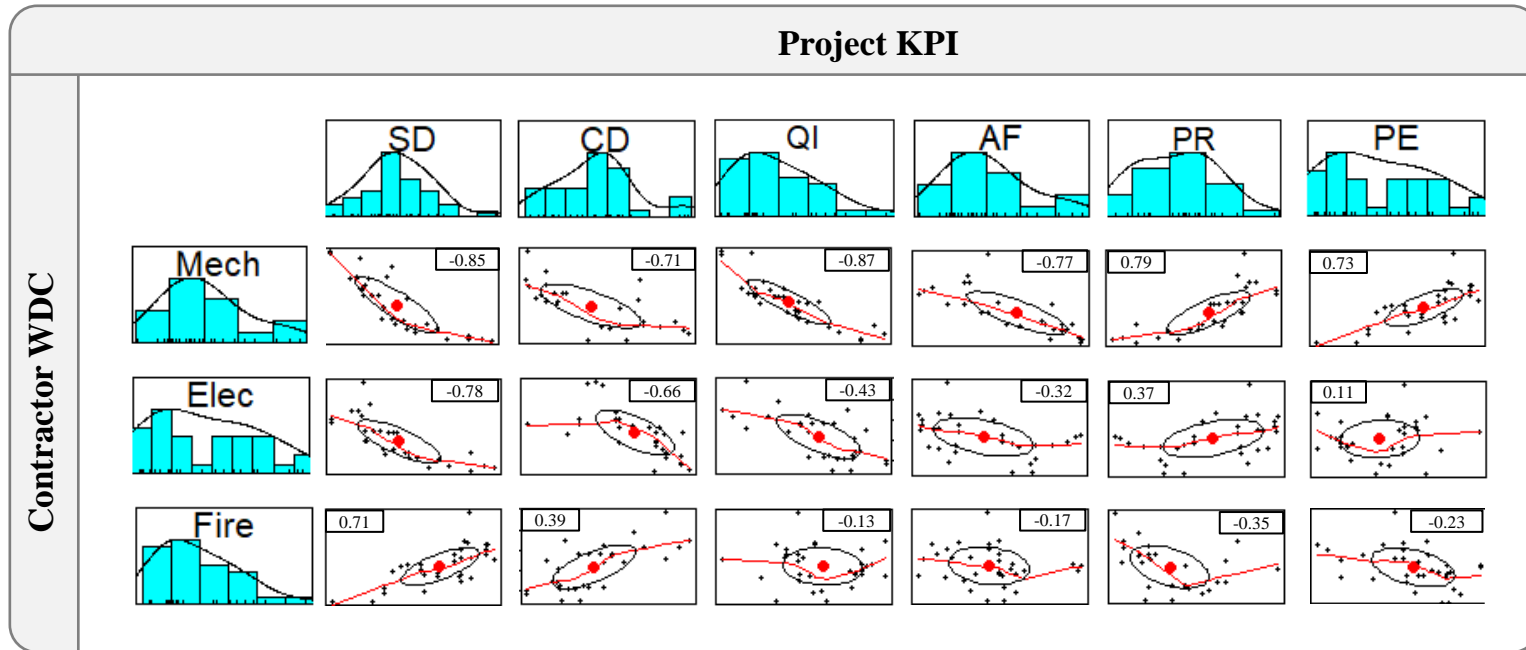 Project KPI
Contractor WDC
SD CD QI AF PR PE
Mech -0.85 -0.71 -0.87 -0.77 0.79 0.73
Elec -0.78 -0.66 -0.43 -0.32 0.37 0.11
Fire 0.71 0.39 -0.13 -0.17 -0.35 -0.23